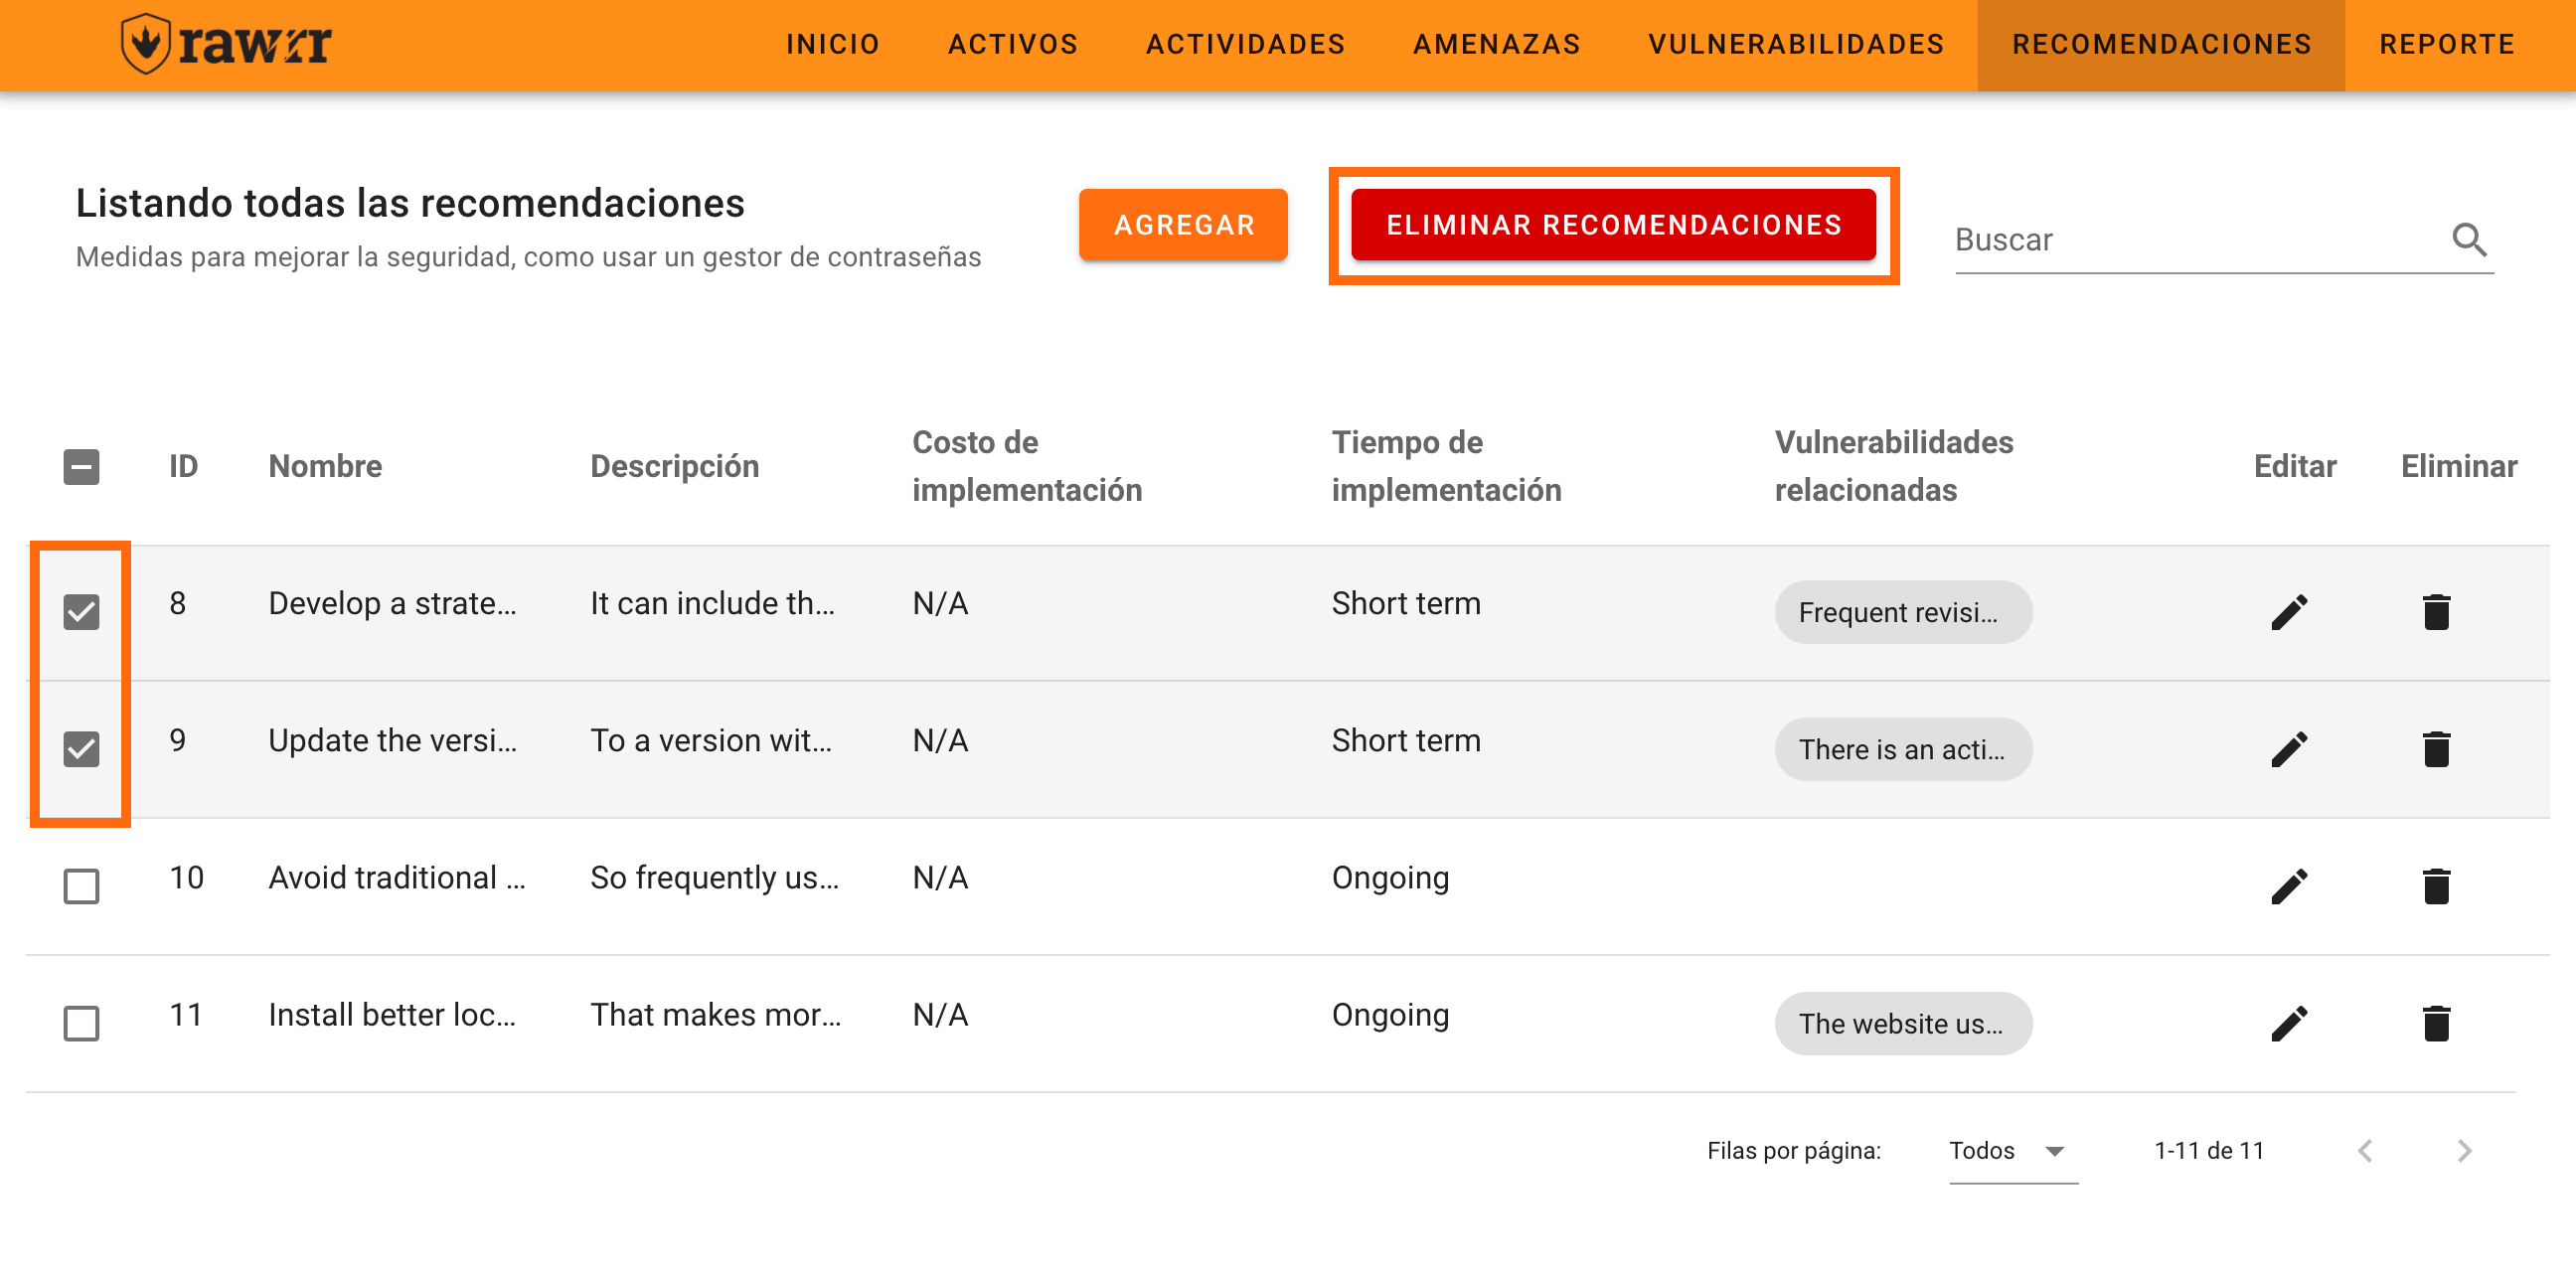 rawrr
INICIO ACTIVOS ACTIVIDADES AMENAZAS VULNERABILIDADES RECOMENDACIONES REPORTE
Listando todas las recomendaciones
Medidas para mejorar la seguridad, como usar un gestor de contraseñas
AGREGAR
ELIMINAR RECOMENDACIONES
Buscar
ID Nombre Descripción Costo de implementación Tiempo de implementación Vulnerabilidades relacionadas Editar Eliminar
8 Develop a strate... It can include th... N/A Short term Frequent revisi...
9 Update the versi... To a version wit... N/A Short term There is an acti...
10 Avoid traditional ... So frequently us... N/A Ongoing
11 Install better loc... That makes mor... N/A Ongoing The website us...
Filas por página: Todos 1-11 de 11